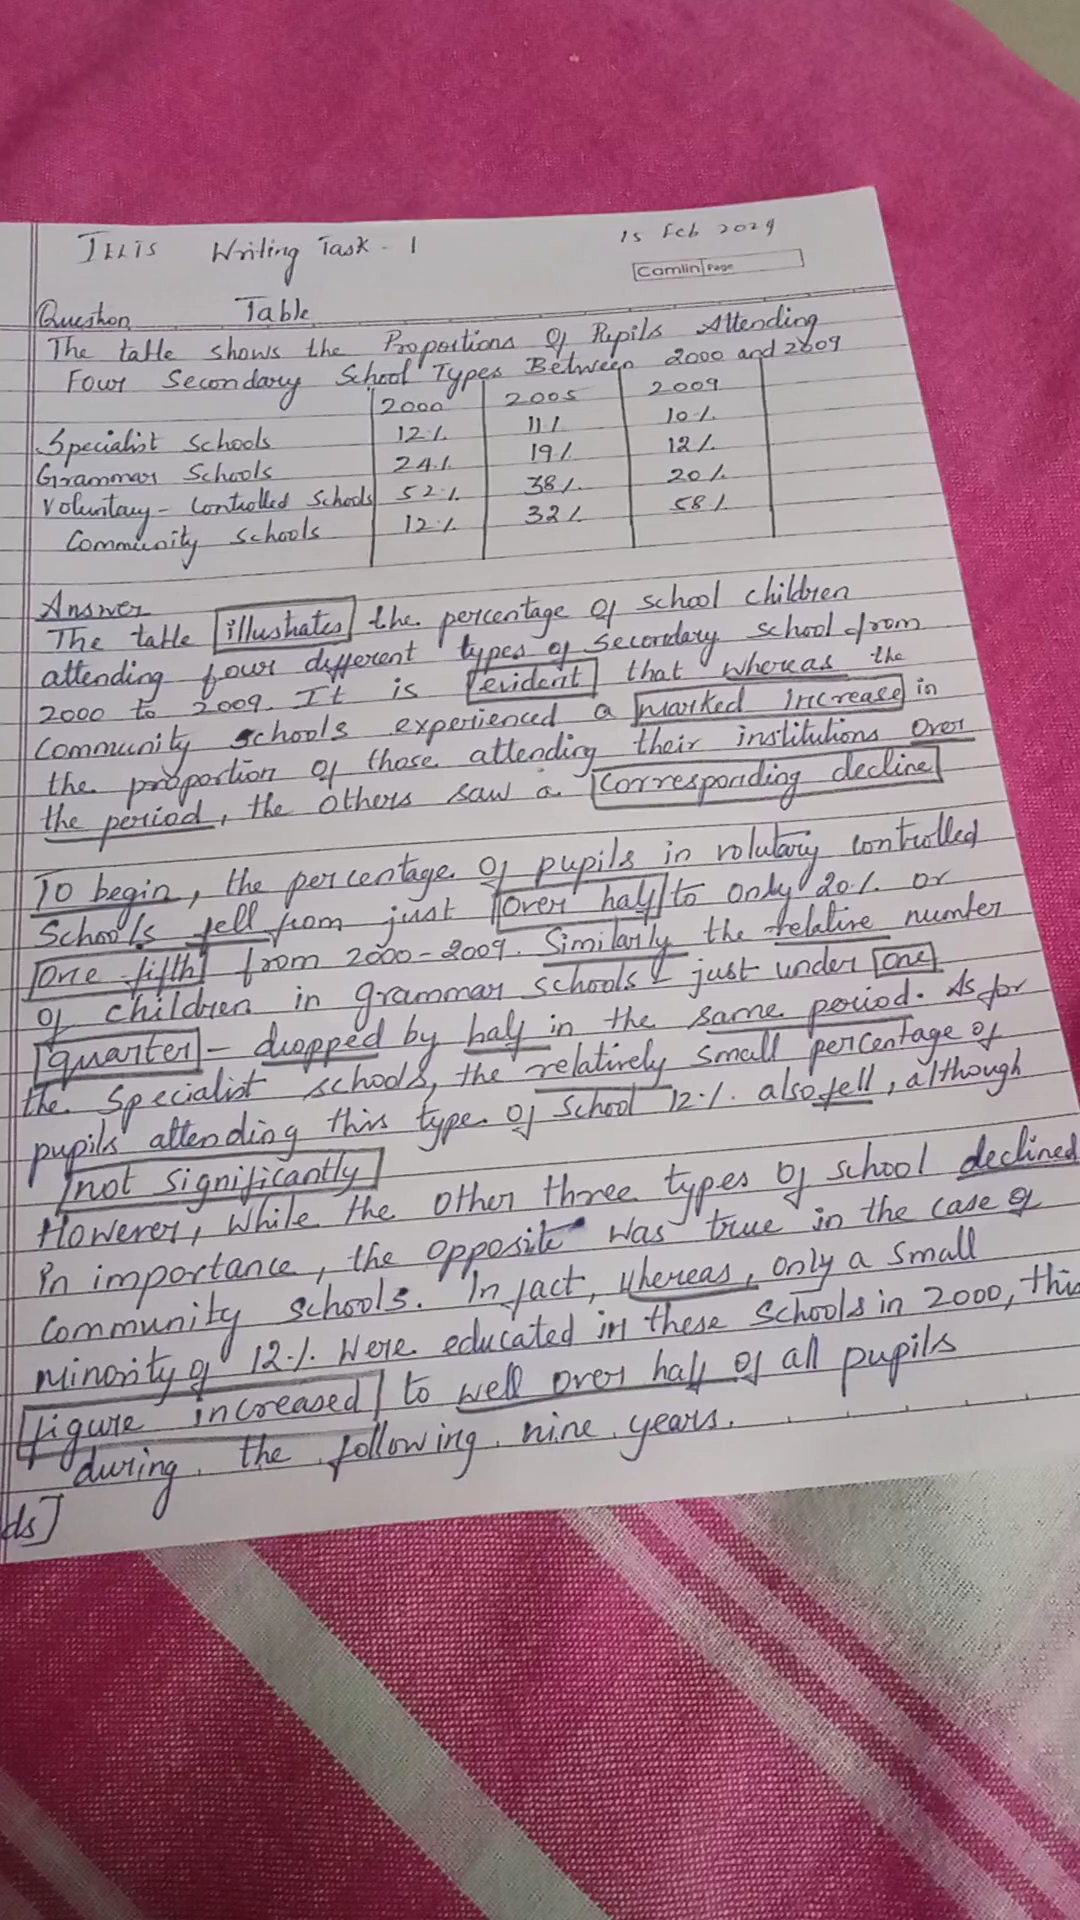 IELTS Writing Task - 1
15 Feb 2024
Camlin Page
Question Table
The table shows the Proportions Of Pupils Attending
Four Secondary School Types Between 2000 and 2009
2000 2005 2009
Specialist Schools 12% 11% 10%
Grammar Schools 24% 19% 12%
Voluntary - Controlled Schools 52% 38% 20%
Community Schools 12% 32% 58%
Answer
The table illustrates the percentage of school children
attending four different types of Secondary school from
2000 to 2009. It is evident that whereas the
Community schools experienced a marked Increase in
the proportion of those attending their institutions over
the period, the others saw a corresponding decline
To begin, the percentage of pupils in volutary controlled
Schools fell from just over half to only 20% or
one fifth from 2000-2009. Similarly the relative number
of children in grammar schools - just under one
quarter - dropped by half in the same period. As for
the Specialist schools, the relatively small percentage of
pupils attending this type of School 12% also fell, although
not significantly
However, while the other three types of school declined
in importance, the opposite was true in the case of
Community schools. In fact, whereas, only a small
minority of 12% were educated in these schools in 2000, this
figure increased to well over half of all pupils
during the following nine years.
ds]